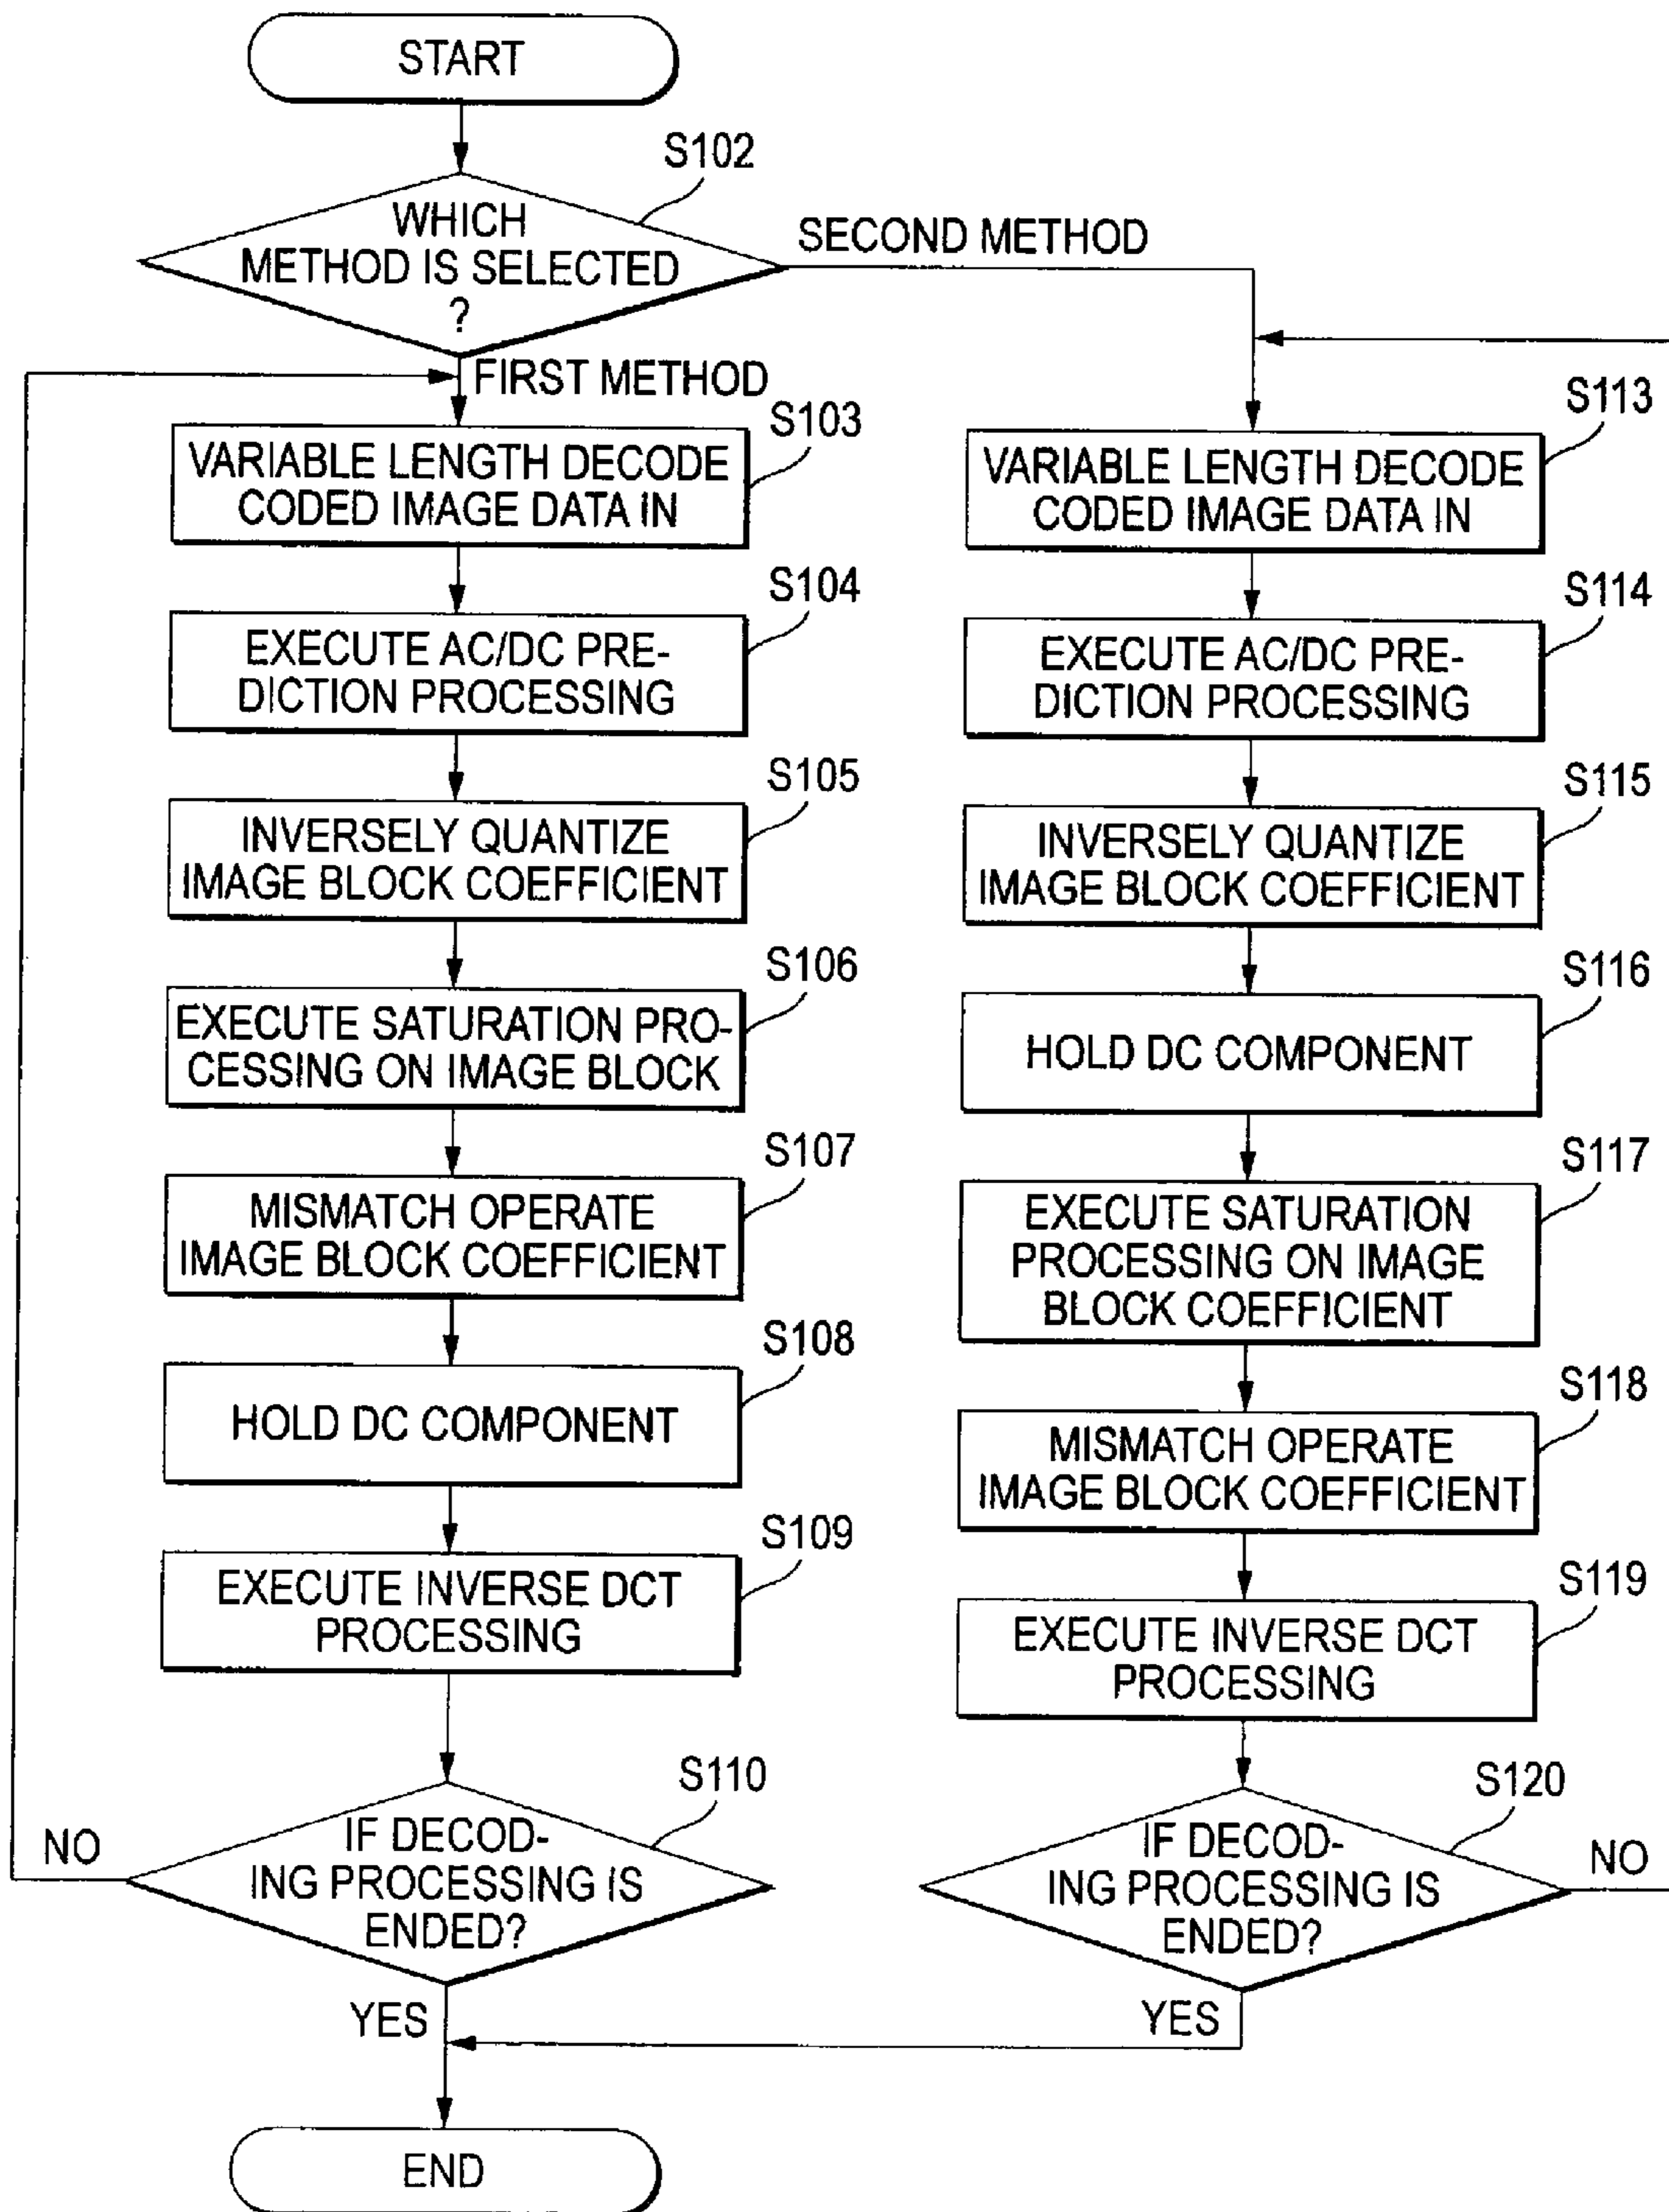 START
S102
WHICH
METHOD IS SELECTED
?
SECOND METHOD
FIRST METHOD
S103
VARIABLE LENGTH DECODE
CODED IMAGE DATA IN
S104
EXECUTE AC/DC PRE-
DICTION PROCESSING
S105
INVERSELY QUANTIZE
IMAGE BLOCK COEFFICIENT
S106
EXECUTE SATURATION PRO-
CESSING ON IMAGE BLOCK
S107
MISMATCH OPERATE
IMAGE BLOCK COEFFICIENT
S108
HOLD DC COMPONENT
S109
EXECUTE INVERSE DCT
PROCESSING
S110
IF DECOD-
ING PROCESSING IS
ENDED?
NO
YES
S113
VARIABLE LENGTH DECODE
CODED IMAGE DATA IN
S114
EXECUTE AC/DC PRE-
DICTION PROCESSING
S115
INVERSELY QUANTIZE
IMAGE BLOCK COEFFICIENT
S116
HOLD DC COMPONENT
S117
EXECUTE SATURATION
PROCESSING ON IMAGE
BLOCK COEFFICIENT
S118
MISMATCH OPERATE
IMAGE BLOCK COEFFICIENT
S119
EXECUTE INVERSE DCT
PROCESSING
S120
IF DECOD-
ING PROCESSING IS
ENDED?
NO
YES
END